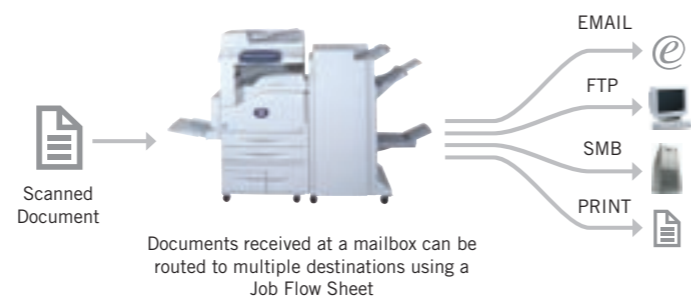 EMAIL
FTP
SMB
PRINT
Scanned
Document
Documents received at a mailbox can be
routed to multiple destinations using a
Job Flow Sheet